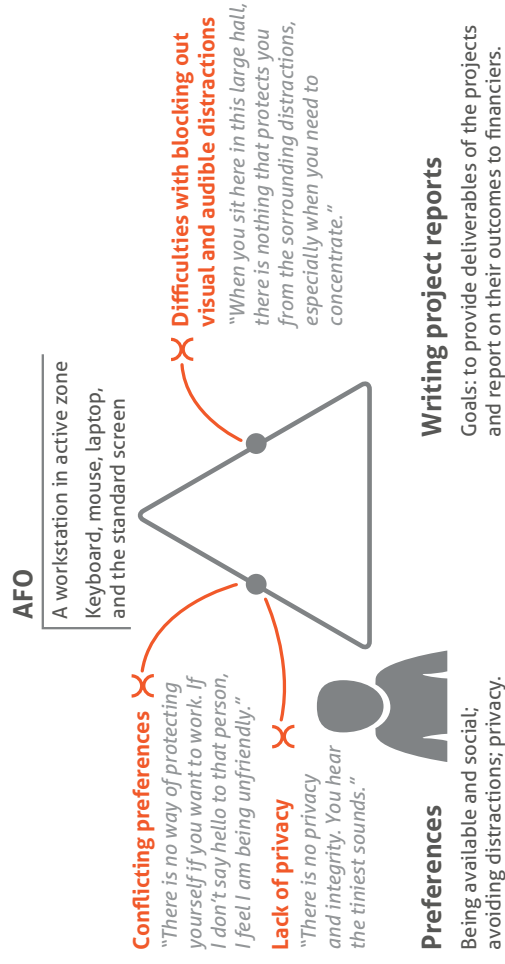 AFO
A workstation in active zone
Keyboard, mouse, laptop,
and the standard screen
Conflicting preferences
“There is no way of protecting
yourself if you want to work. If
I don’t say hello to that person,
I feel I am being unfriendly.”
Lack of privacy
“There is no privacy
and integrity. You hear
the tiniest sounds.”
Difficulties with blocking out
visual and audible distractions
“When you sit here in this large hall,
there is nothing that protects you
from the sorrounding distractions,
especially when you need to
concentrate.”
Preferences
Being available and social;
avoiding distractions; privacy.
Writing project reports
Goals: to provide deliverables of the projects
and report on their outcomes to financiers.